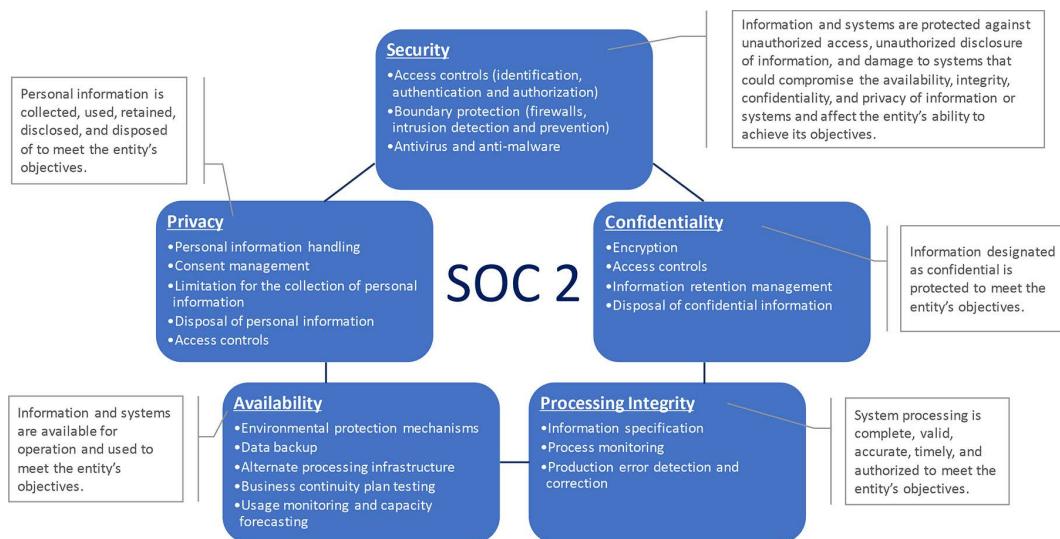 Security
•Access controls (identification,
authentication and authorization)
•Boundary protection (firewalls,
intrusion detection and prevention)
•Antivirus and anti-malware
Information and systems are protected against
unauthorized access, unauthorized disclosure
of information, and damage to systems that
could compromise the availability, integrity,
confidentiality, and privacy of information or
systems and affect the entity's ability to
achieve its objectives.
Personal information is
collected, used, retained,
disclosed, and disposed
of to meet the entity's
objectives.
Privacy
•Personal information handling
•Consent management
•Limitation for the collection of personal
information
•Disposal of personal information
•Access controls
SOC 2
Confidentiality
•Encryption
•Access controls
•Information retention management
•Disposal of confidential information
Information designated
as confidential is
protected to meet the
entity's objectives.
Information and systems
are available for
operation and used to
meet the entity's
objectives.
Availability
•Environmental protection mechanisms
•Data backup
•Alternate processing infrastructure
•Business continuity plan testing
•Usage monitoring and capacity
forecasting
Processing Integrity
•Information specification
•Process monitoring
•Production error detection and
correction
System processing is
complete, valid,
accurate, timely, and
authorized to meet the
entity's objectives.